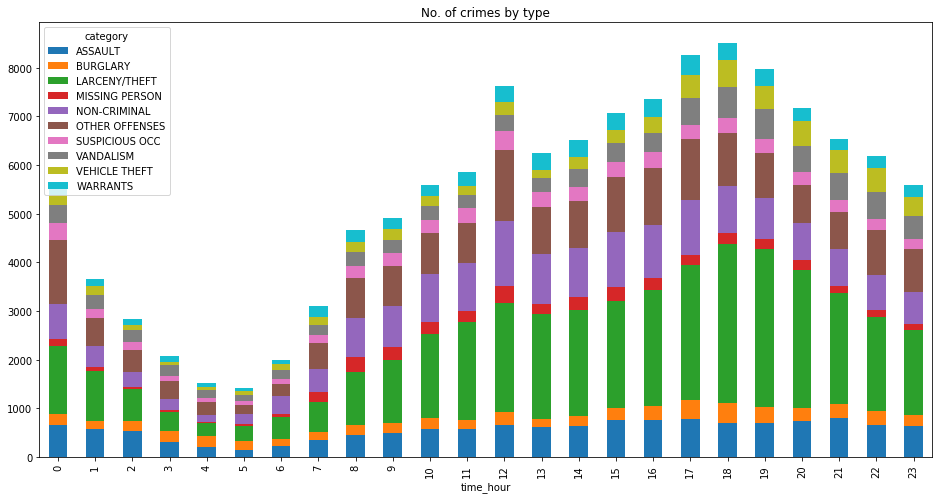 No. of crimes by type
category
ASSAULT
BURGLARY
LARCENY/THEFT
MISSING PERSON
NON-CRIMINAL
OTHER OFFENSES
SUSPICIOUS OCC
VANDALISM
VEHICLE THEFT
WARRANTS
8000
7000
6000
5000
4000
3000
2000
1000
0
0 1 2 3 4 5 6 7 8 9 10 11 12 13 14 15 16 17 18 19 20 21 22 23
time_hour